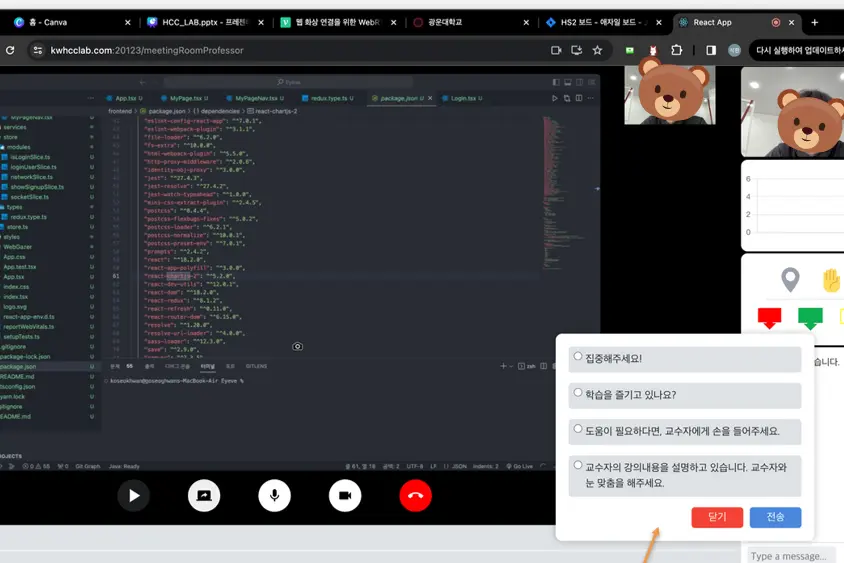 홈 - Canva
HCC_LAB.pptx - 프레젠
웹 화상 연결을 위한 WebR
광운대학교
HS2 보드 - 애자일 보드 - J
React App
kwhcclab.com:20123/meetingRoomProfessor
다시 실행하여 업데이트하세
App.tsx U
MyPage.tsx U
MyPageNav.tsx U
redux.type.ts U
package.json U
Login.tsx U
frontend > package.json > {} dependencies > react-chartjs-2
MyPageNav.tsx U
services
store
modules
isLoginSlice.ts U
loginUserSlice.ts U
networkSlice.ts U
showSignupSlice.ts U
socketSlice.ts U
types
redux.type.ts U
store.ts U
styles
WebGazer
App.css U
App.test.tsx U
App.tsx U
index.css U
index.tsx U
logo.svg U
react-app-env.d.ts U
reportWebVitals.ts U
setupTests.ts U
.gitignore U
package-lock.json U
package.json U
README.md U
tsconfig.json U
yarn.lock U
.gitignore U
README.md U
"eslint-config-react-app": "^7.0.1",
"eslint-webpack-plugin": "^3.1.1",
"file-loader": "^6.2.0",
"fs-extra": "^10.0.0",
"html-webpack-plugin": "^5.5.0",
"http-proxy-middleware": "^2.0.6",
"identity-obj-proxy": "^3.0.0",
"jest": "^27.4.3",
"jest-resolve": "^27.4.2",
"jest-watch-typeahead": "^1.0.0",
"mini-css-extract-plugin": "^2.4.5",
"postcss": "^8.4.4",
"postcss-flexbugs-fixes": "^5.0.2",
"postcss-loader": "^6.2.1",
"postcss-normalize": "^10.0.1",
"postcss-preset-env": "^7.0.1",
"prompts": "^2.4.2",
"react": "^18.2.0",
"react-app-polyfill": "^3.0.0",
61 "react-chartjs-2": "^5.2.0",
"react-dev-utils": "^12.0.1",
"react-dom": "^18.2.0",
"react-redux": "^8.1.2",
"react-refresh": "^0.11.0",
"react-router-dom": "^6.15.0",
"resolve": "^1.20.0",
"resolve-url-loader": "^4.0.0",
"sass-loader": "^12.3.0",
문제 55 출력 디버그 콘솔 터미널 포트 GITLENS
zsh
koseoghwan@goseoghwans-MacBook-Air Eyeve %
Git Graph Java: Ready
줄 61, 열 16 공백: 2 UTF-8 LF {} JSON Indents: 2 Go Live
6
4
2
0
집중해주세요!
학습을 즐기고 있나요?
도움이 필요하다면, 교수자에게 손을 들어주세요.
교수자의 강의내용을 설명하고 있습니다. 교수자와
눈 맞춤을 해주세요.
닫기
전송
습니다.
Type a message...